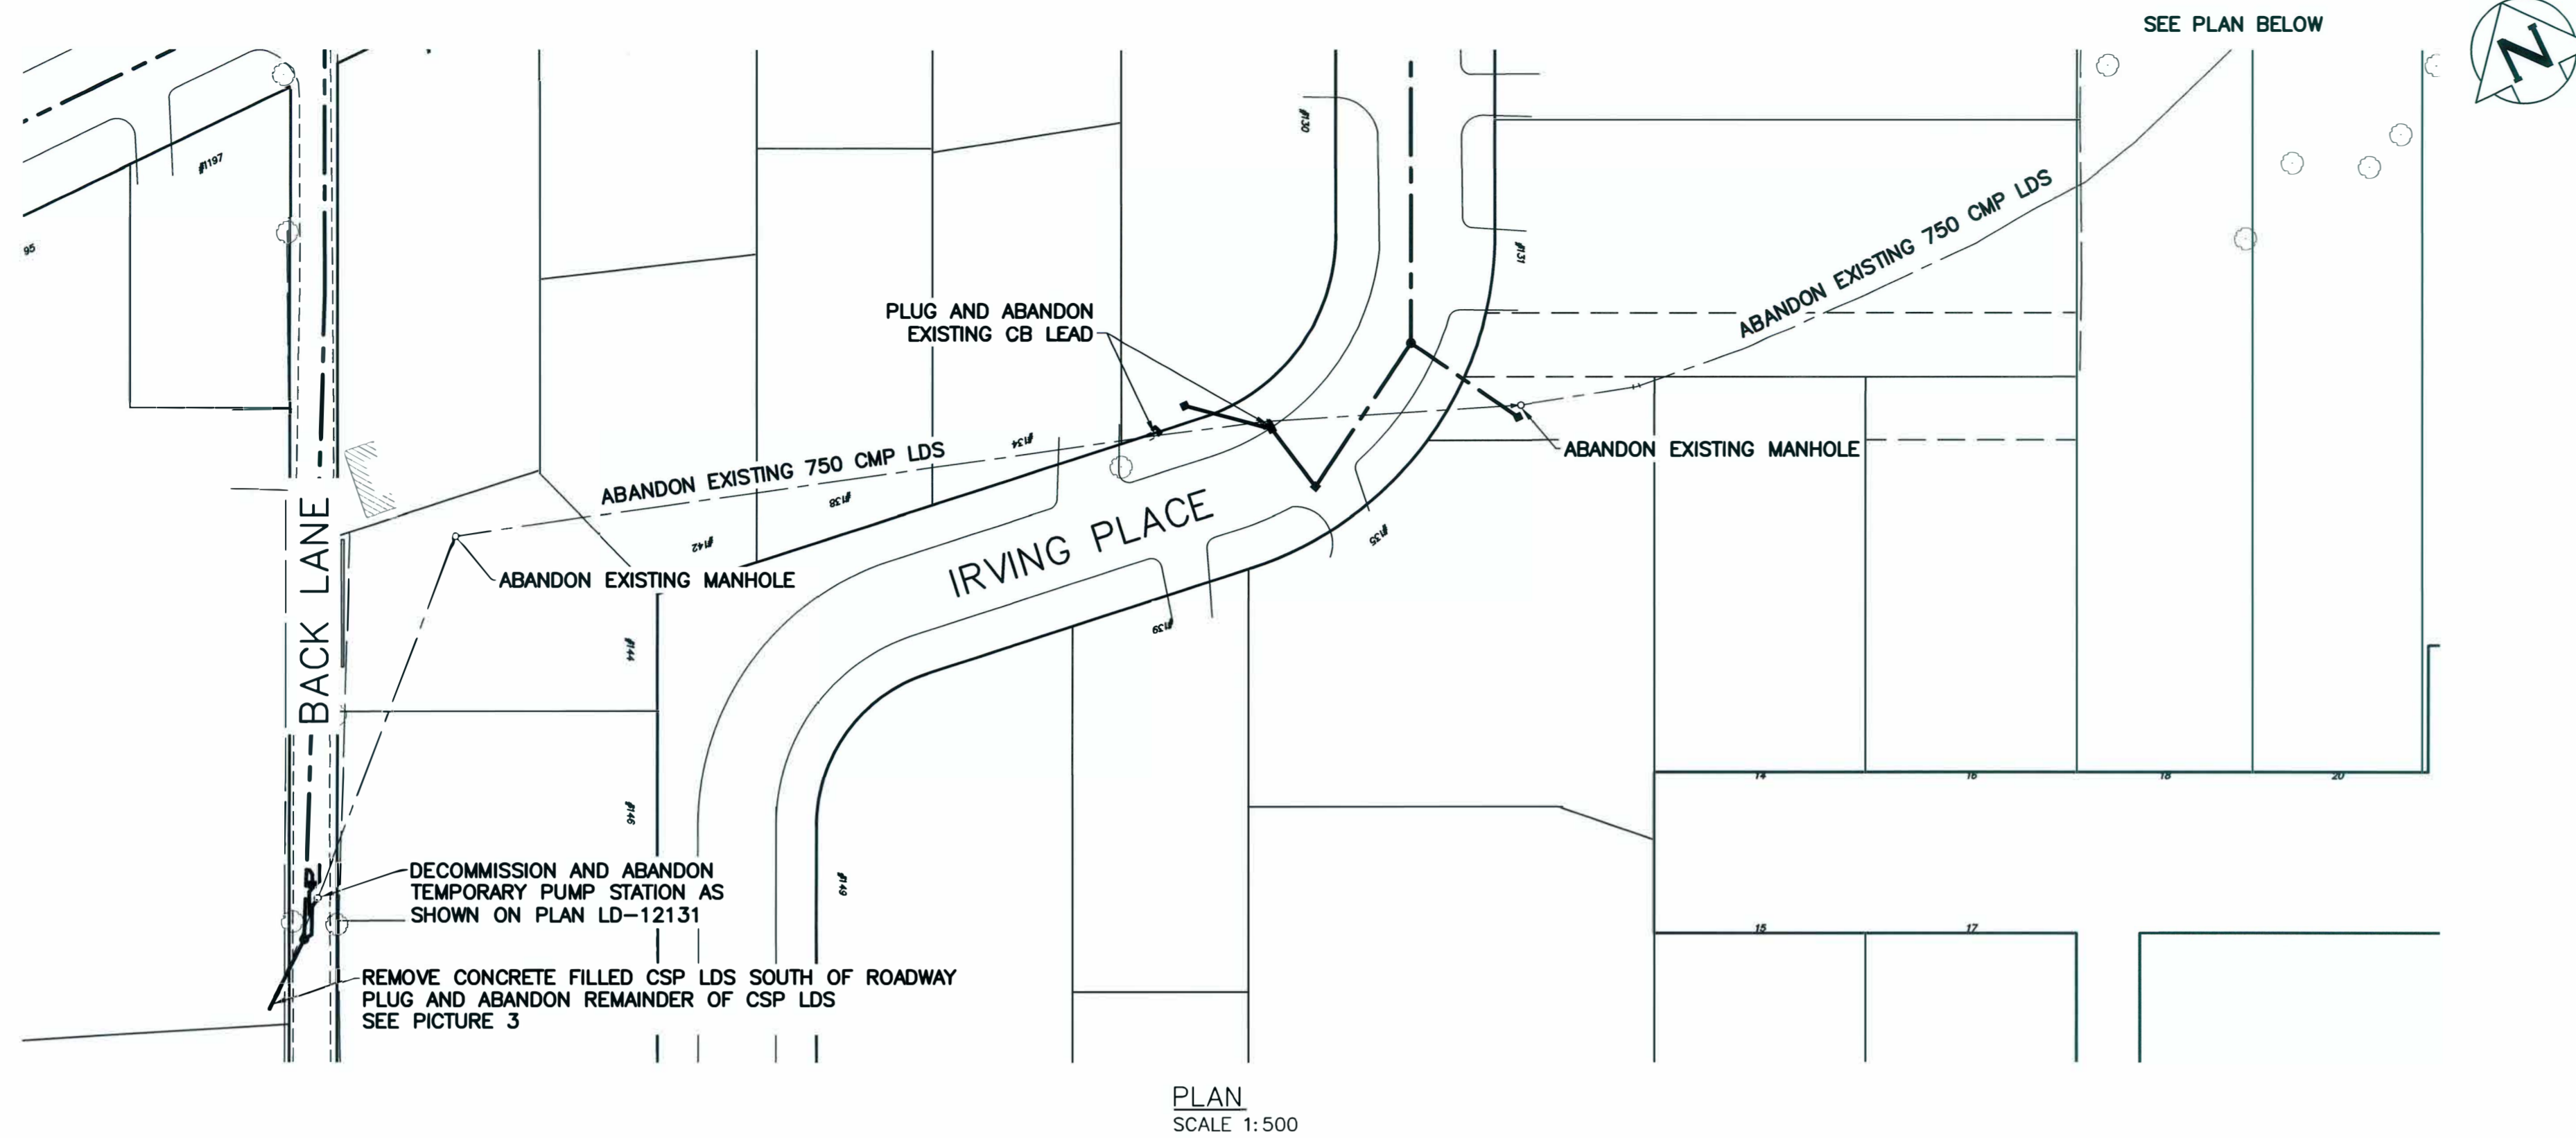 SEE PLAN BELOW
N
#1197
95
#130
#131
ABANDON EXISTING 750 CMP LDS
PLUG AND ABANDON
EXISTING CB LEAD
#134
ABANDON EXISTING 750 CMP LDS
#138
#142
ABANDON EXISTING MANHOLE
ABANDON EXISTING MANHOLE
IRVING PLACE
#135
#139
BACK LANE
#144
#146
#149
14
16
18
20
15
17
DECOMMISSION AND ABANDON
TEMPORARY PUMP STATION AS
SHOWN ON PLAN LD-12131
REMOVE CONCRETE FILLED CSP LDS SOUTH OF ROADWAY
PLUG AND ABANDON REMAINDER OF CSP LDS
SEE PICTURE 3
PLAN
SCALE 1:500